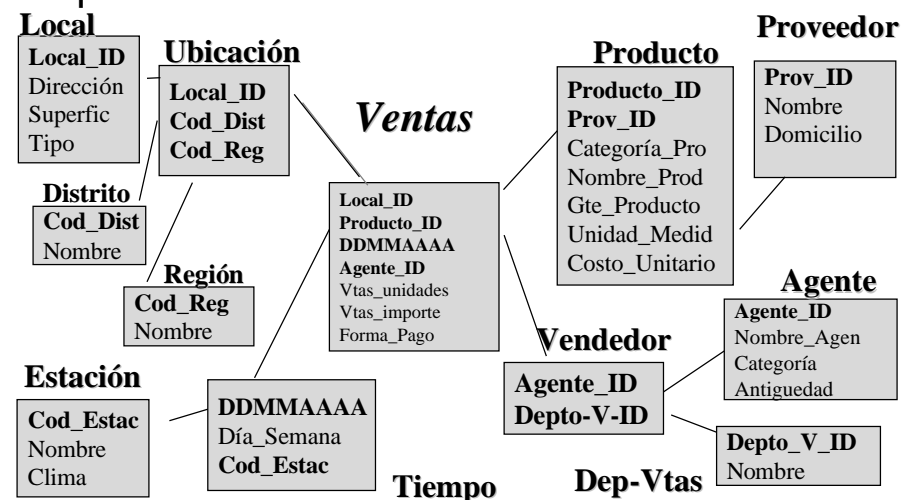 Local
Local_ID
Dirección
Superfic
Tipo
Ubicación
Local_ID
Cod_Dist
Cod_Reg
Distrito
Cod_Dist
Nombre
Región
Cod_Reg
Nombre
Ventas
Local_ID
Producto_ID
DDMMAAAA
Agente_ID
Vtas_unidades
Vtas_importe
Forma_Pago
Producto
Producto_ID
Prov_ID
Categoría_Pro
Nombre_Prod
Gte_Producto
Unidad_Medid
Costo_Unitario
Proveedor
Prov_ID
Nombre
Domicilio
Estación
Cod_Estac
Nombre
Clima
DDMMAAAA
Día_Semana
Cod_Estac
Tiempo
Vendedor
Agente_ID
Depto-V-ID
Agente
Agente_ID
Nombre_Agen
Categoría
Antiguedad
Dep-Vtas
Depto_V_ID
Nombre